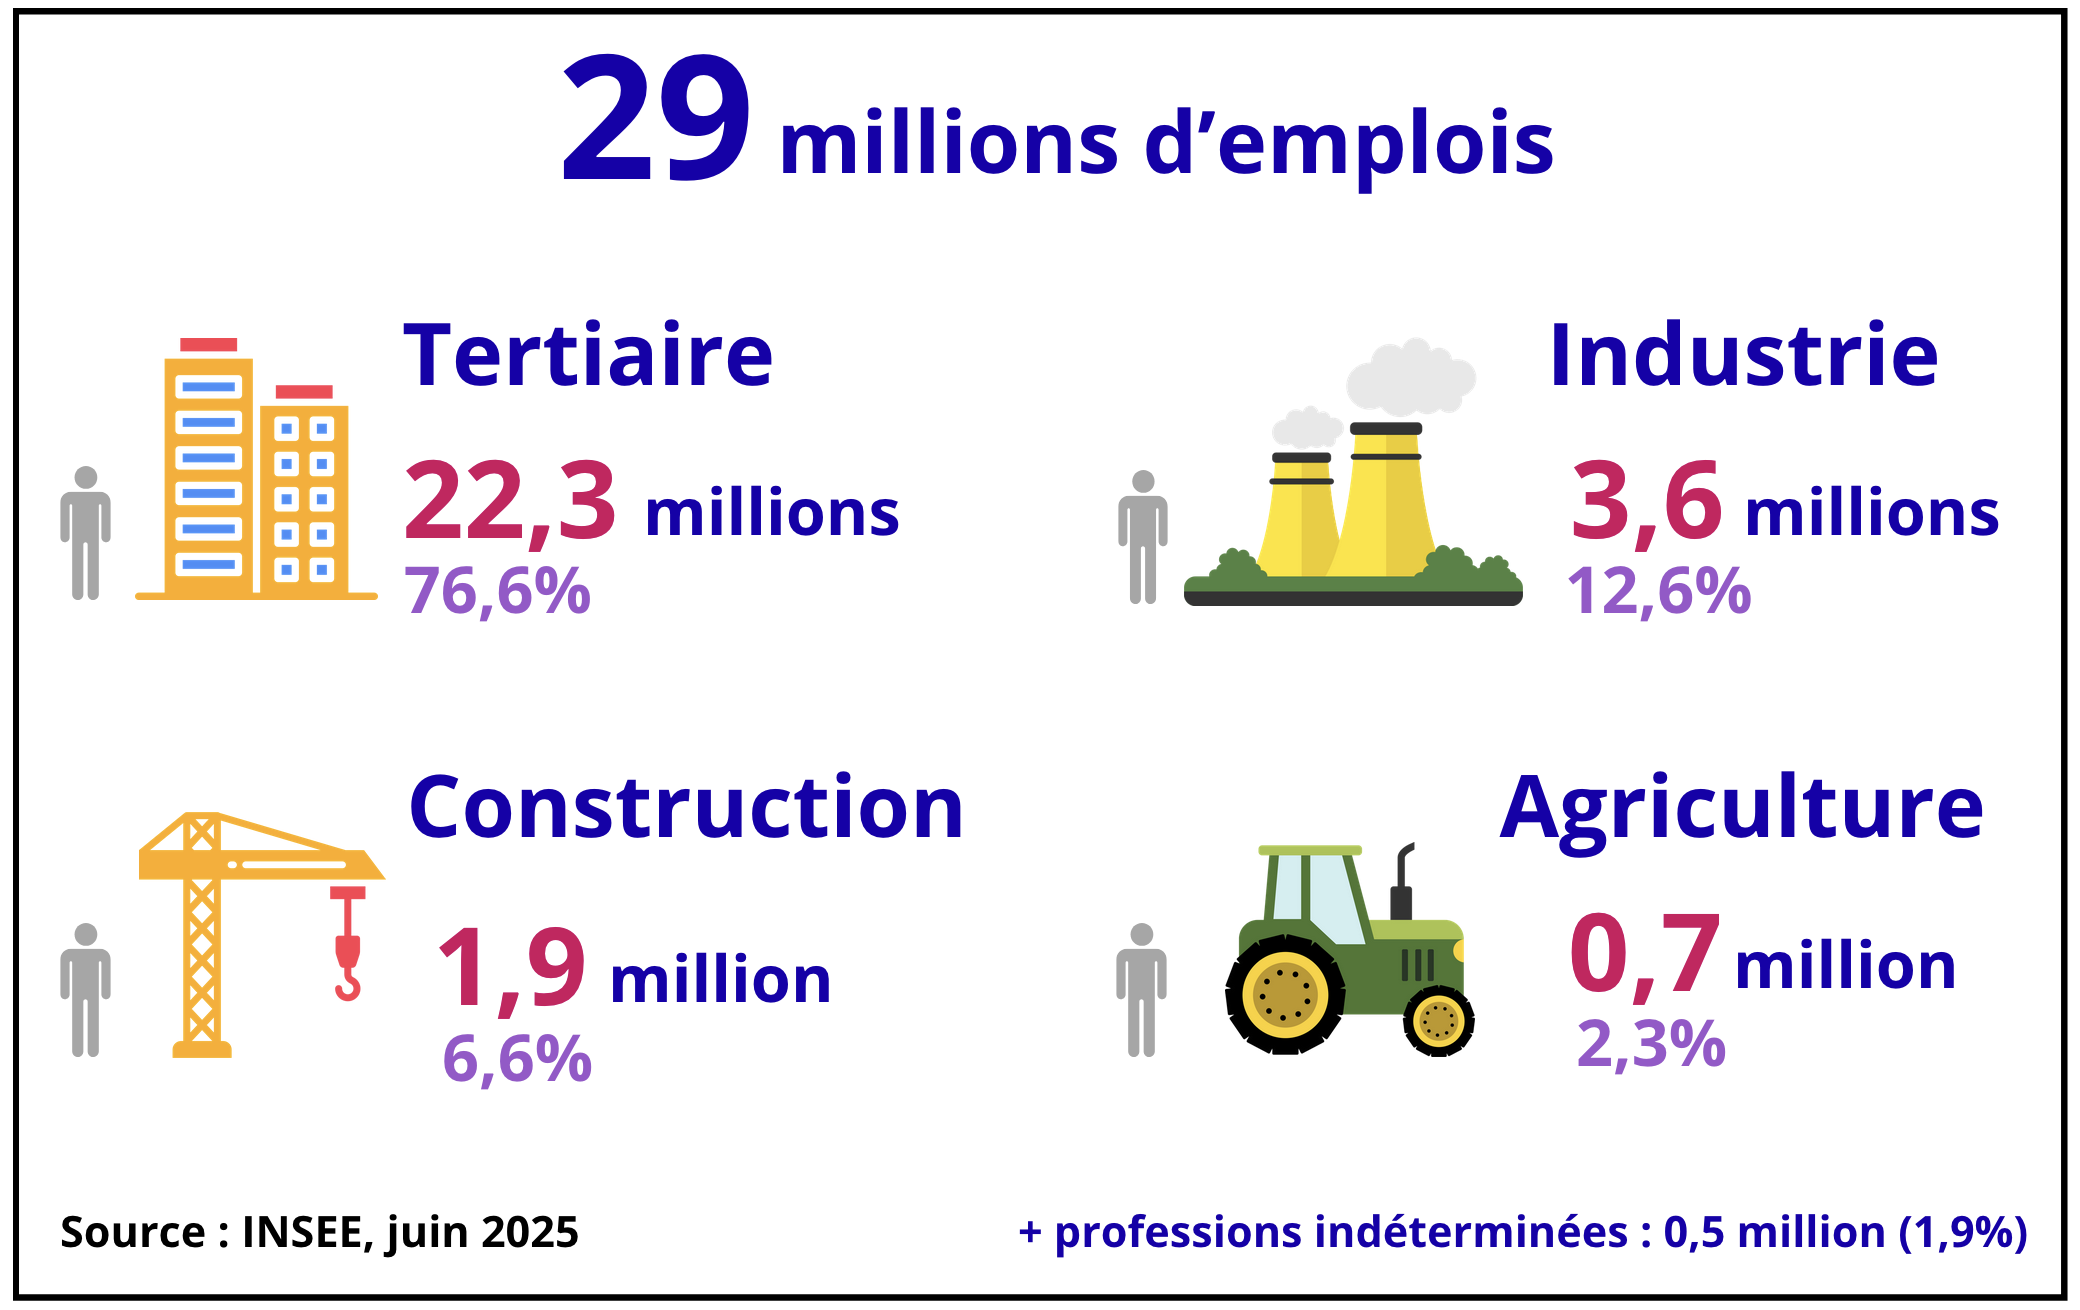 29 millions d’emplois
Tertiaire
22,3 millions
76,6%
Industrie
3,6 millions
12,6%
Construction
1,9 million
6,6%
Agriculture
0,7 million
2,3%
Source : INSEE, juin 2025
+ professions indéterminées : 0,5 million (1,9%)